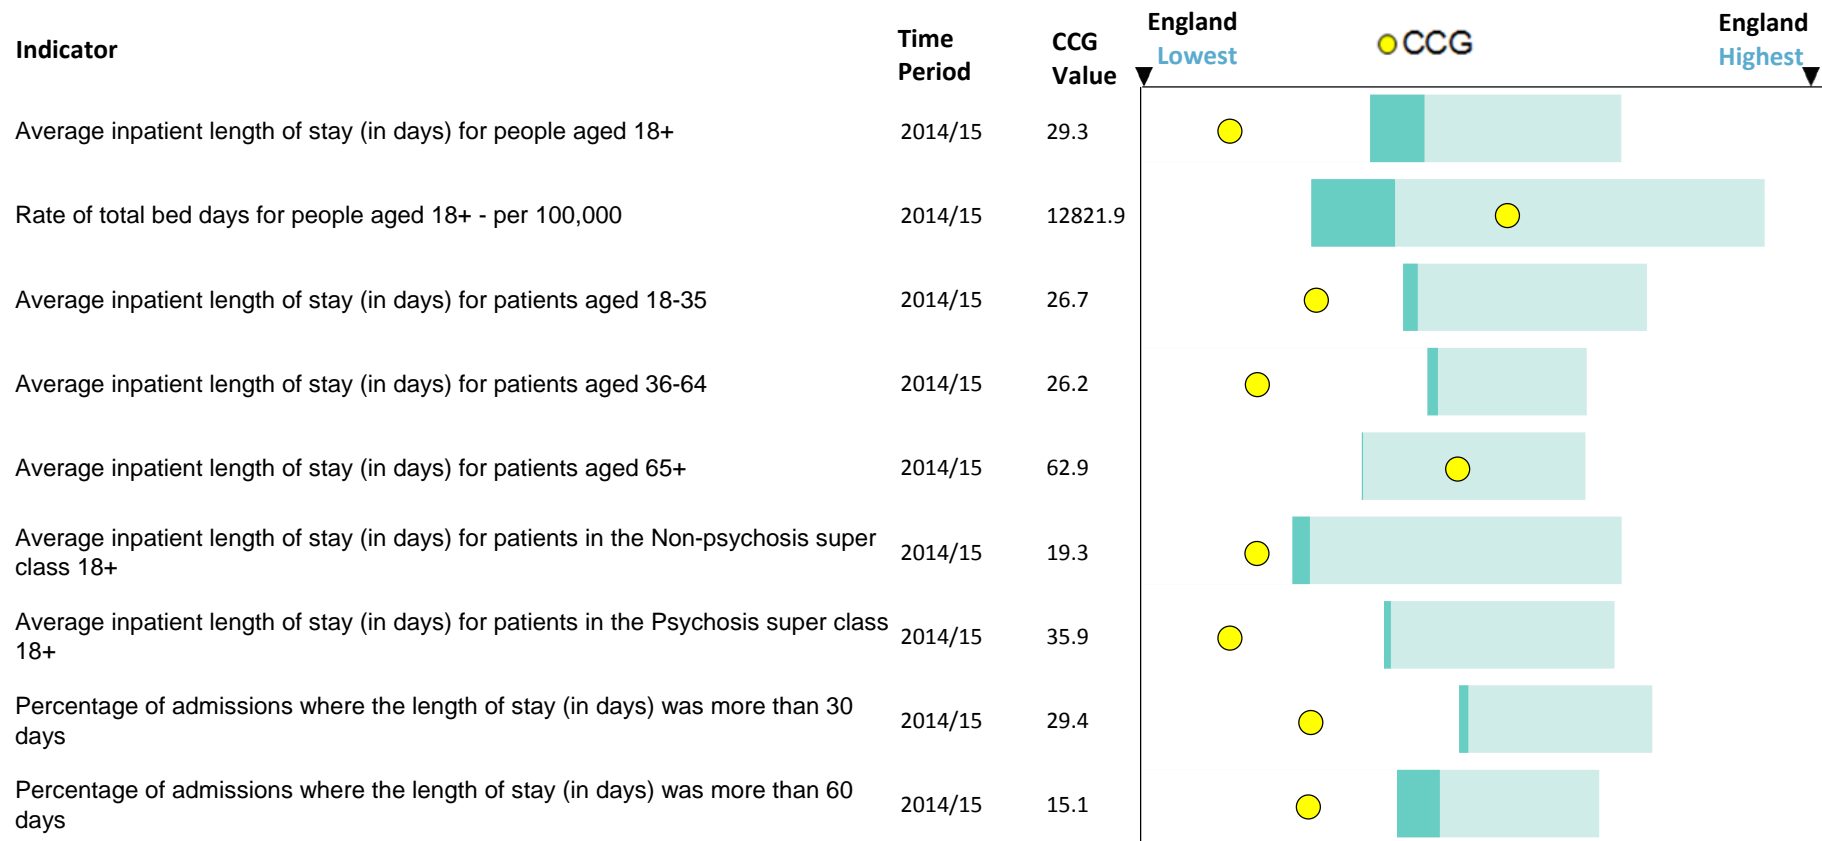 Indicator
Time Period
CCG Value
England Lowest
CCG
England Highest
Average inpatient length of stay (in days) for people aged 18+ 2014/15 29.3
Rate of total bed days for people aged 18+ - per 100,000 2014/15 12821.9
Average inpatient length of stay (in days) for patients aged 18-35 2014/15 26.7
Average inpatient length of stay (in days) for patients aged 36-64 2014/15 26.2
Average inpatient length of stay (in days) for patients aged 65+ 2014/15 62.9
Average inpatient length of stay (in days) for patients in the Non-psychosis super
class 18+
2014/15 19.3
Average inpatient length of stay (in days) for patients in the Psychosis super class
18+
2014/15 35.9
Percentage of admissions where the length of stay (in days) was more than 30
days
2014/15 29.4
Percentage of admissions where the length of stay (in days) was more than 60
days
2014/15 15.1